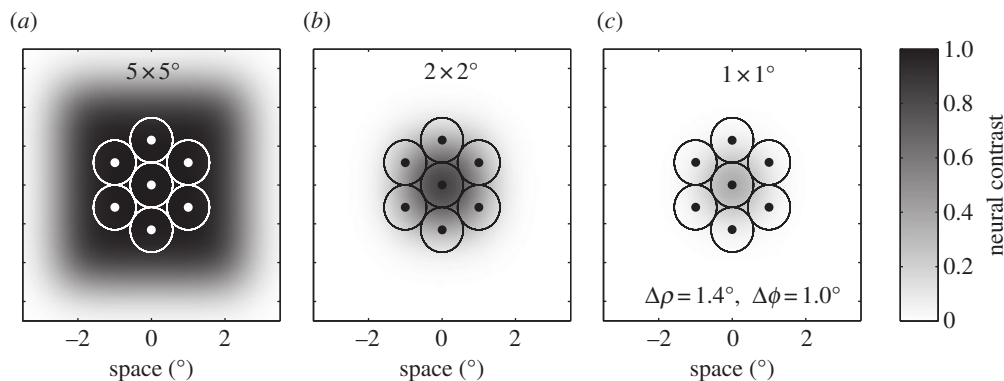 (a)
(b)
(c)
5 × 5°
2 × 2°
1 × 1°
Δρ = 1.4°, Δϕ = 1.0°
–2 0 2
–2 0 2
–2 0 2
space (°)
space (°)
space (°)
1.0
0.8
0.6
0.4
0.2
0
neural contrast